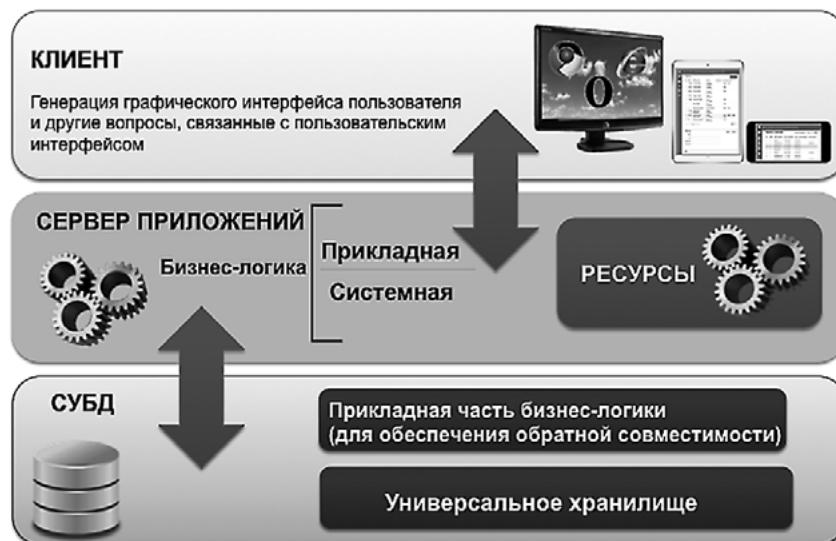 КЛИЕНТ
Генерация графического интерфейса пользователя
и другие вопросы, связанные с пользовательским
интерфейсом
СЕРВЕР ПРИЛОЖЕНИЙ
Бизнес-логика
Прикладная
Системная
РЕСУРСЫ
СУБД
Прикладная часть бизнес-логики
(для обеспечения обратной совместимости)
Универсальное хранилище